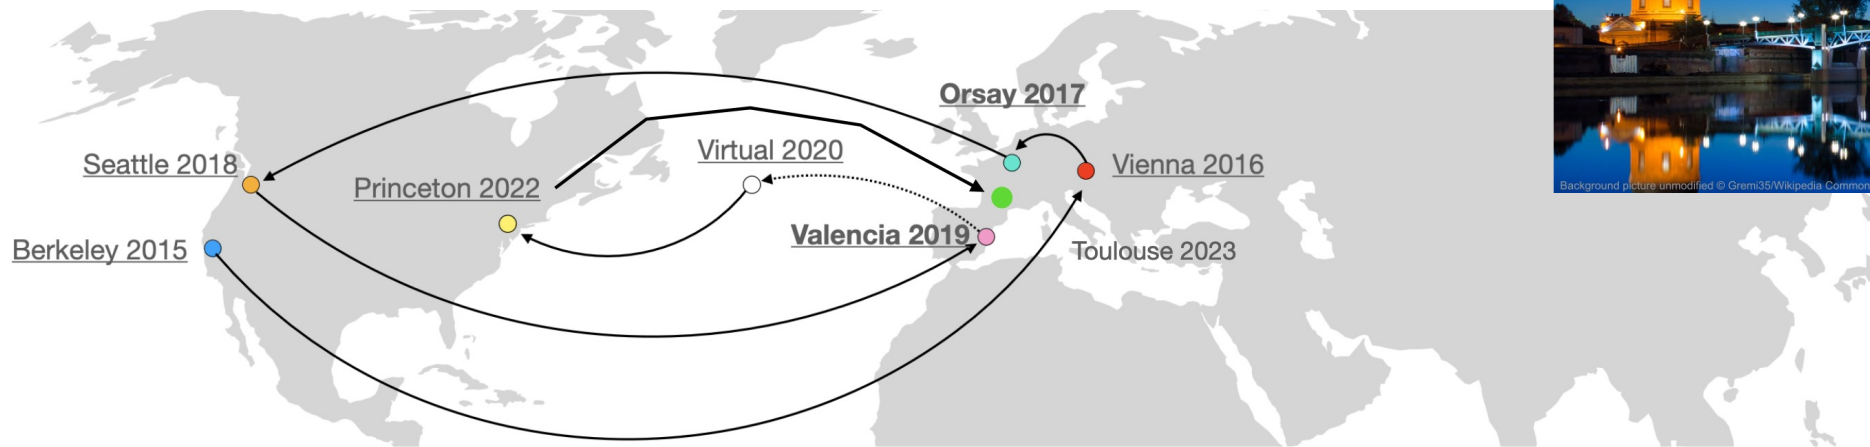 Orsay 2017
Virtual 2020
Seattle 2018
Vienna 2016
Princeton 2022
Valencia 2019
Berkeley 2015
Toulouse 2023
Background picture unmodified © Gremi35/Wikipedia Common